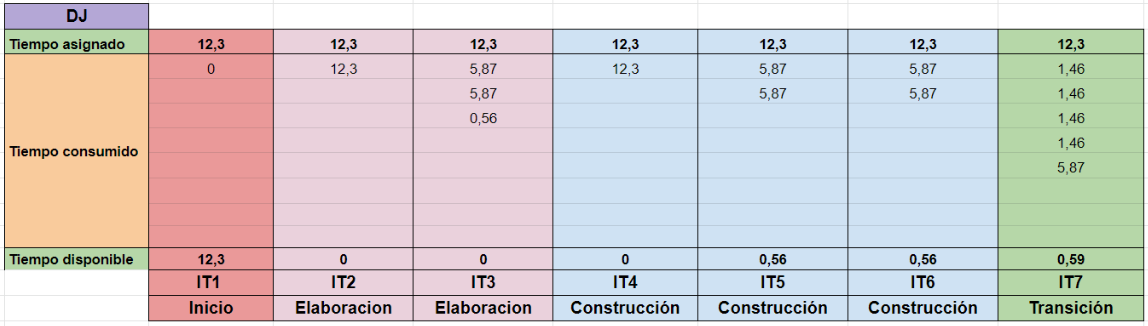 DJ
Tiempo asignado 12,3 12,3 12,3 12,3 12,3 12,3 12,3
0 12,3 5,87 12,3 5,87 5,87 1,46
5,87 5,87 5,87 1,46
0,56 1,46
Tiempo consumido 1,46
5,87
Tiempo disponible 12,3 0 0 0 0,56 0,56 0,59
IT1 IT2 IT3 IT4 IT5 IT6 IT7
Inicio Elaboracion Elaboracion Construcción Construcción Construcción Transición